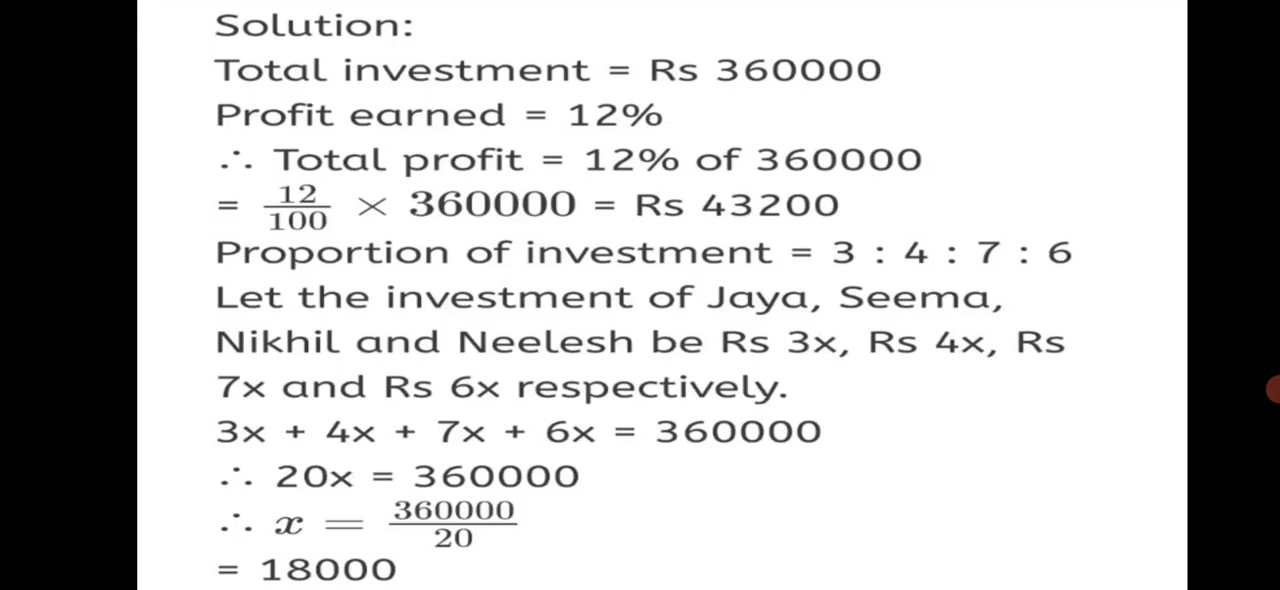 Solution:
Total investment = Rs 360000
Profit earned = 12%
∴ Total profit = 12% of 360000
= 12/100 × 360000 = Rs 43200
Proportion of investment = 3 : 4 : 7 : 6
Let the investment of Jaya, Seema,
Nikhil and Neelesh be Rs 3x, Rs 4x, Rs
7x and Rs 6x respectively.
3x + 4x + 7x + 6x = 360000
∴ 20x = 360000
∴ x = 360000/20
= 18000